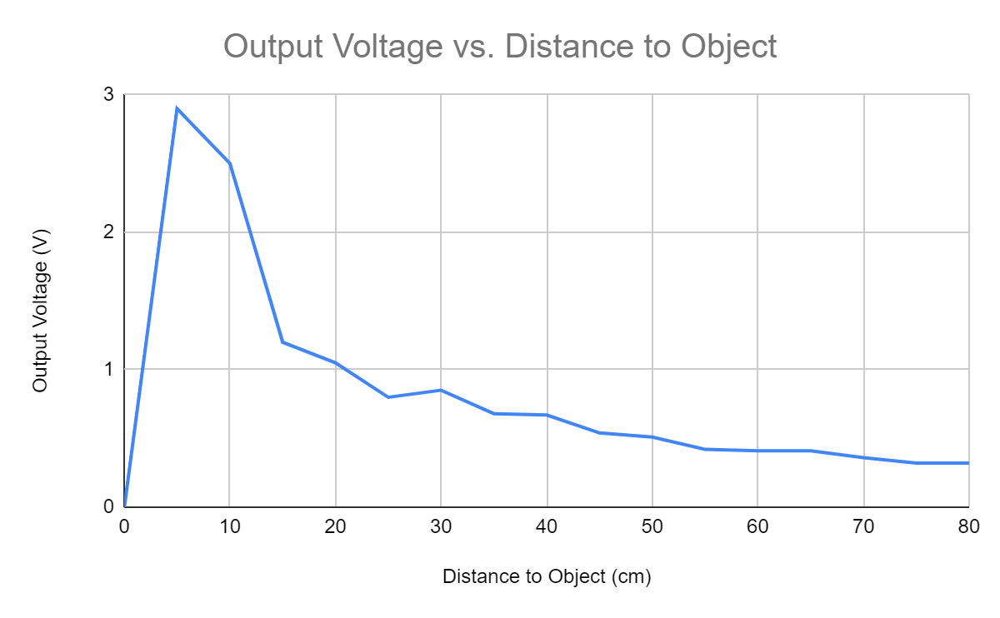 Output Voltage vs. Distance to Object
3
2
1
0
Output Voltage (V)
0 10 20 30 40 50 60 70 80
Distance to Object (cm)